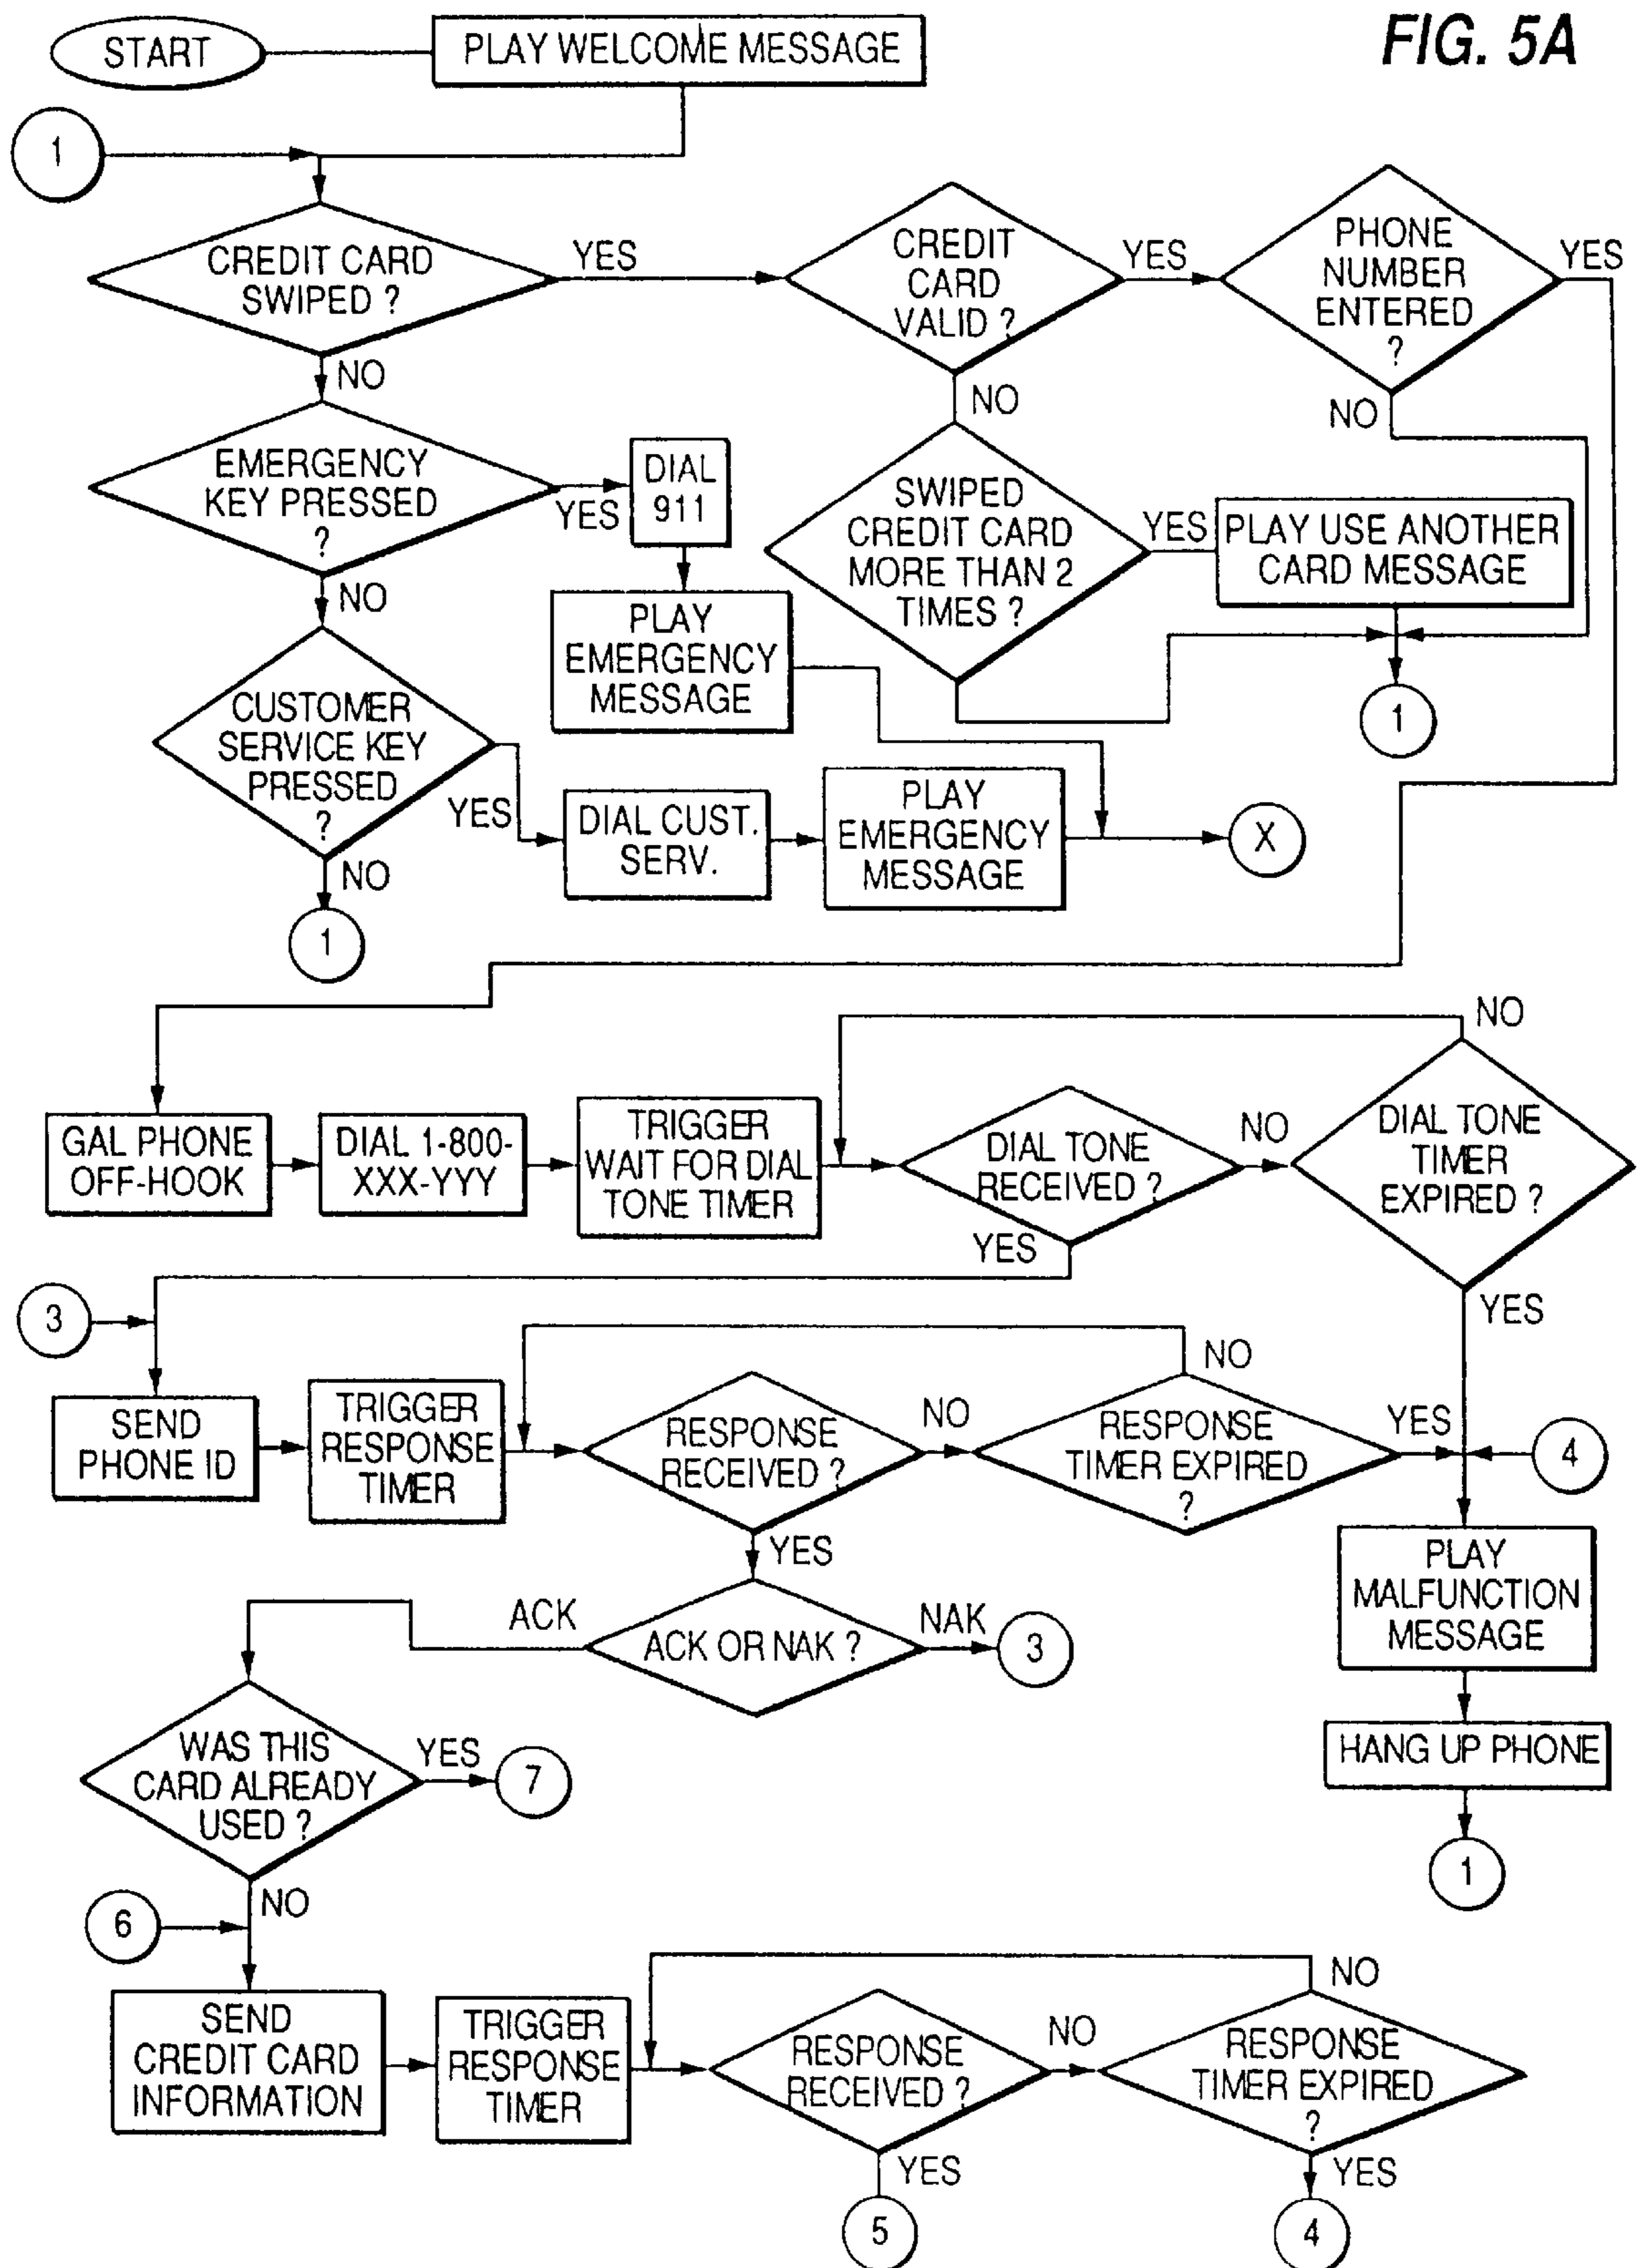 FIG. 5A
START
PLAY WELCOME MESSAGE
1
CREDIT CARD
SWIPED ?
YES
CREDIT
CARD
VALID ?
YES
PHONE
NUMBER
ENTERED
?
YES
NO
NO
NO
EMERGENCY
KEY PRESSED
?
YES
DIAL
911
SWIPED
CREDIT CARD
MORE THAN 2
TIMES ?
YES
PLAY USE ANOTHER
CARD MESSAGE
NO
PLAY
EMERGENCY
MESSAGE
1
CUSTOMER
SERVICE KEY
PRESSED
?
YES
DIAL CUST.
SERV.
PLAY
EMERGENCY
MESSAGE
X
NO
1
NO
GAL PHONE
OFF-HOOK
DIAL 1-800-
XXX-YYY
TRIGGER
WAIT FOR DIAL
TONE TIMER
DIAL TONE
RECEIVED ?
NO
DIAL TONE
TIMER
EXPIRED ?
YES
YES
3
NO
SEND
PHONE ID
TRIGGER
RESPONSE
TIMER
RESPONSE
RECEIVED ?
NO
RESPONSE
TIMER EXPIRED
?
YES
4
YES
PLAY
MALFUNCTION
MESSAGE
ACK
ACK OR NAK ?
NAK
3
WAS THIS
CARD ALREADY
USED ?
YES
7
HANG UP PHONE
1
NO
6
NO
SEND
CREDIT CARD
INFORMATION
TRIGGER
RESPONSE
TIMER
RESPONSE
RECEIVED ?
NO
RESPONSE
TIMER EXPIRED
?
YES
YES
5
4